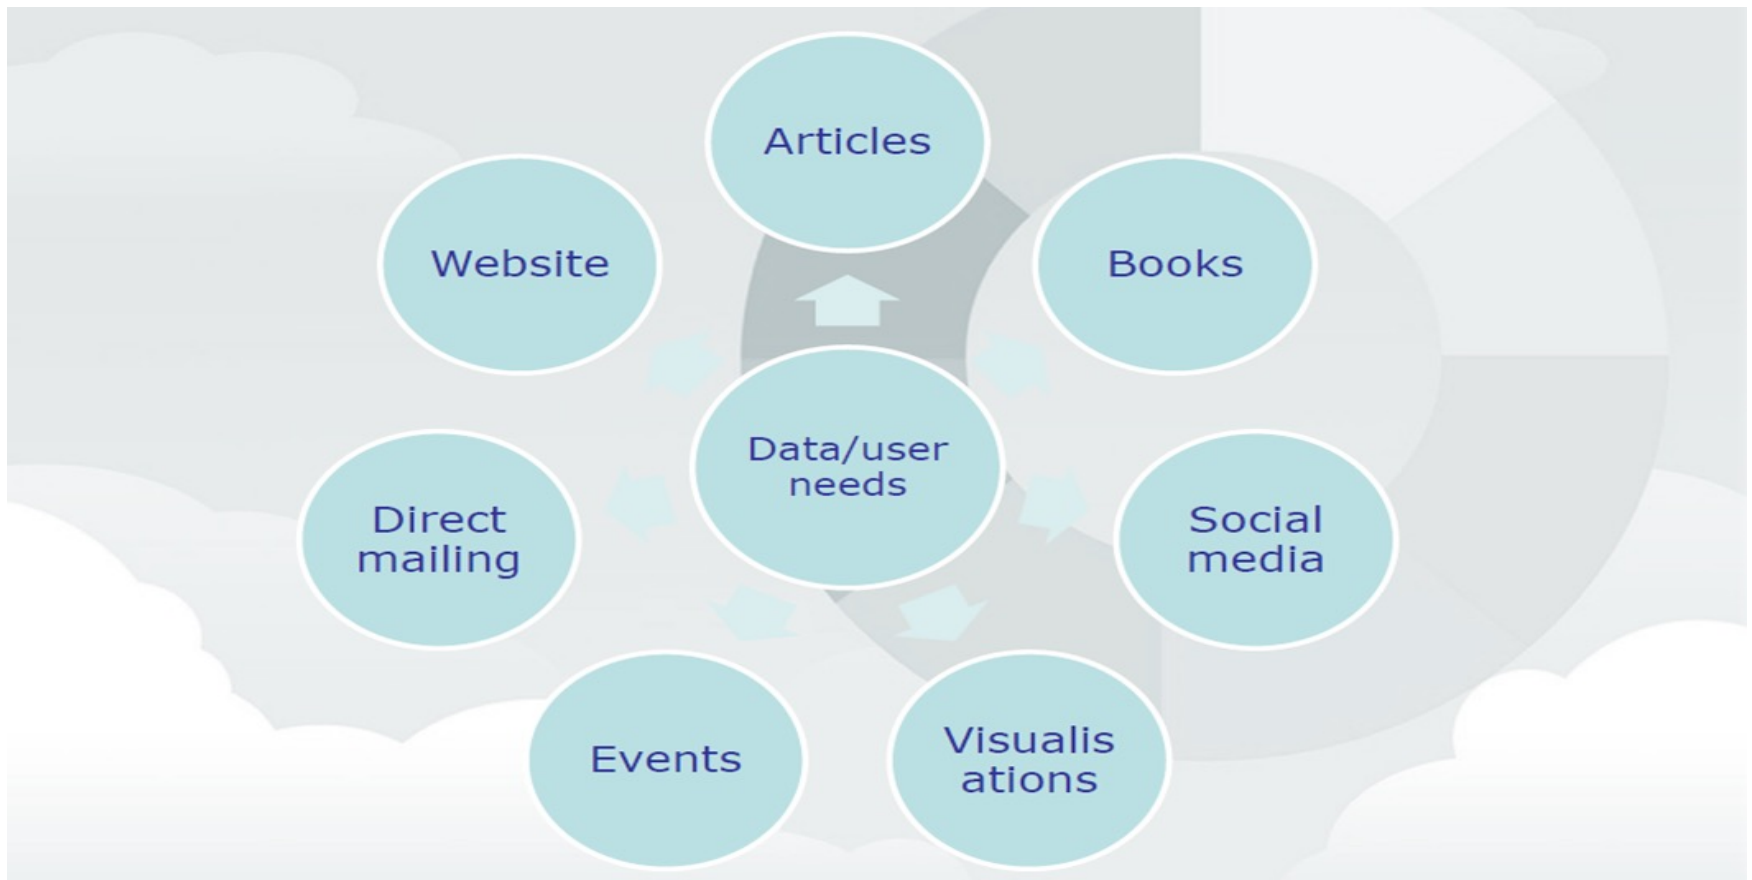 Articles
Website
Books
Data/user
needs
Direct
mailing
Social
media
Events
Visualis
ations